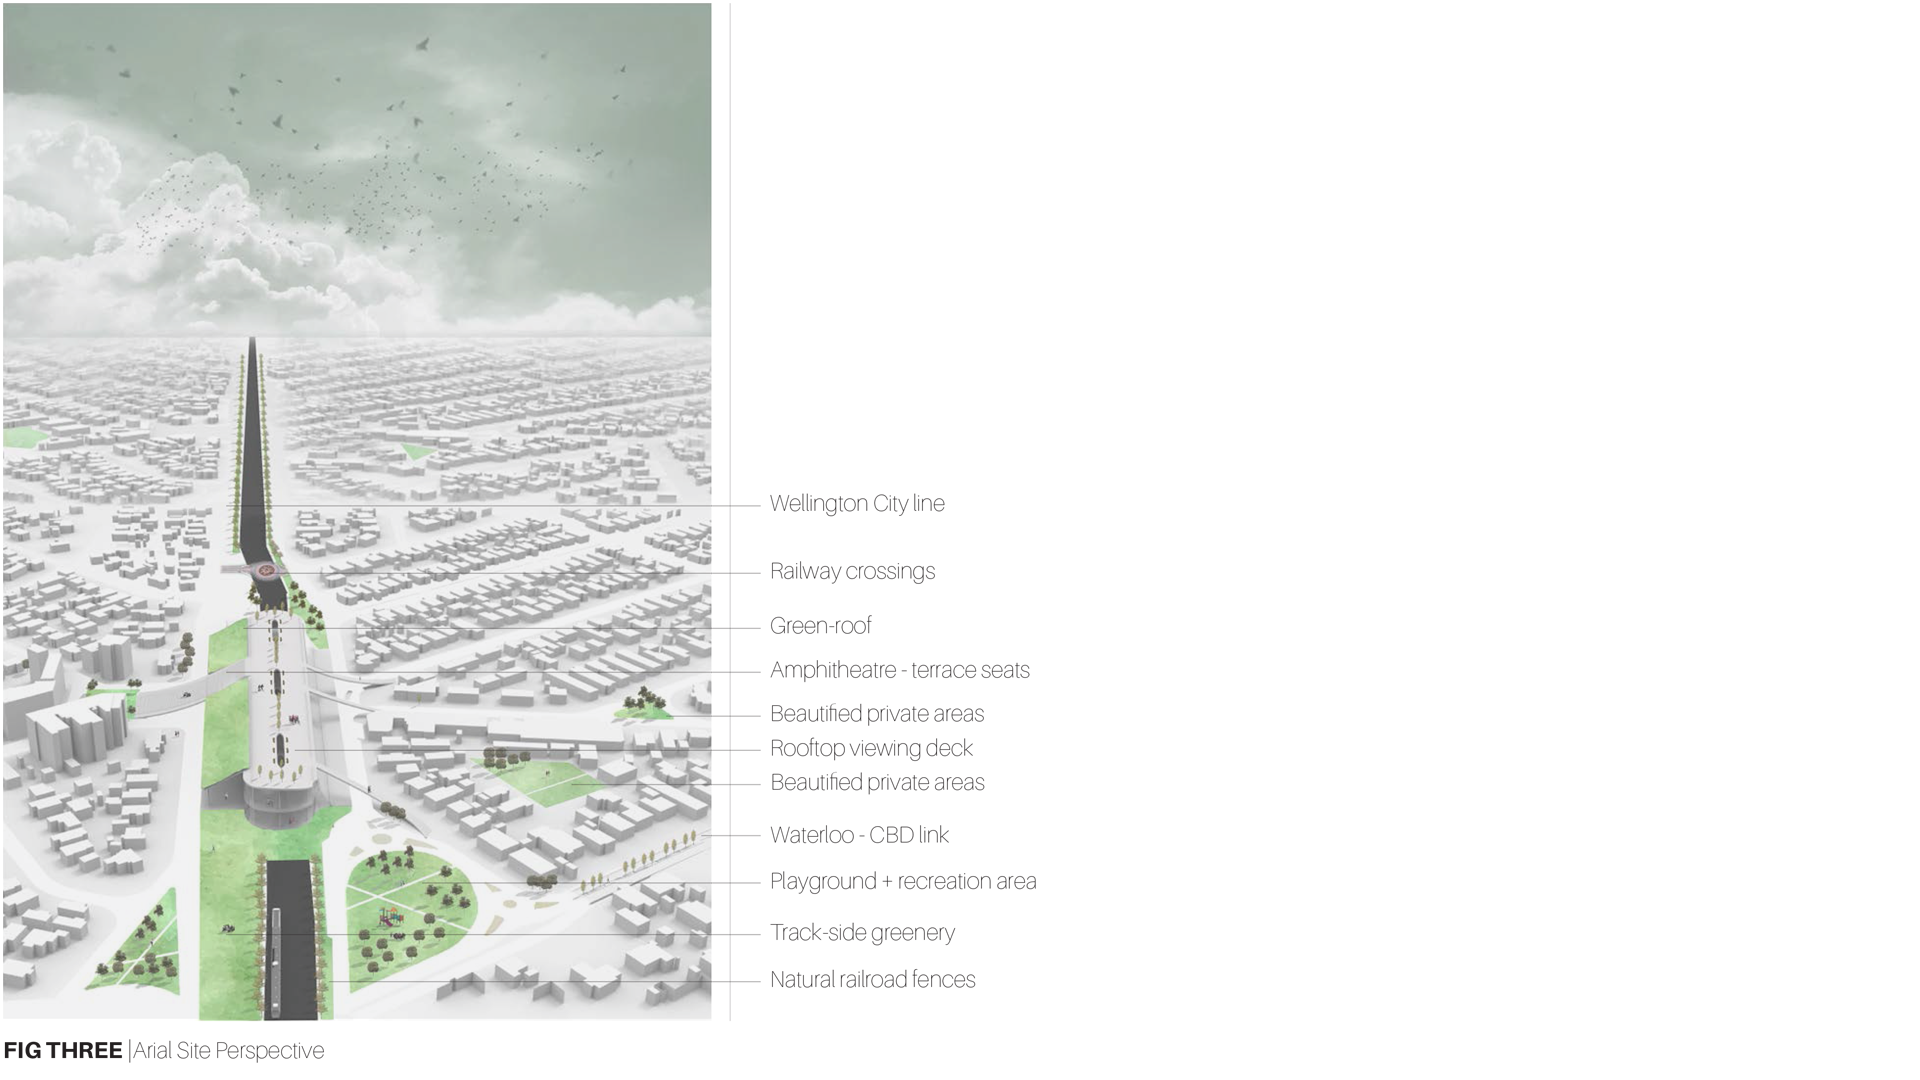 Wellington City line
Railway crossings
Green-roof
Amphitheatre - terrace seats
Beautified private areas
Rooftop viewing deck
Beautified private areas
Waterloo - CBD link
Playground + recreation area
Track-side greenery
Natural railroad fences
FIG THREE |Arial Site Perspective